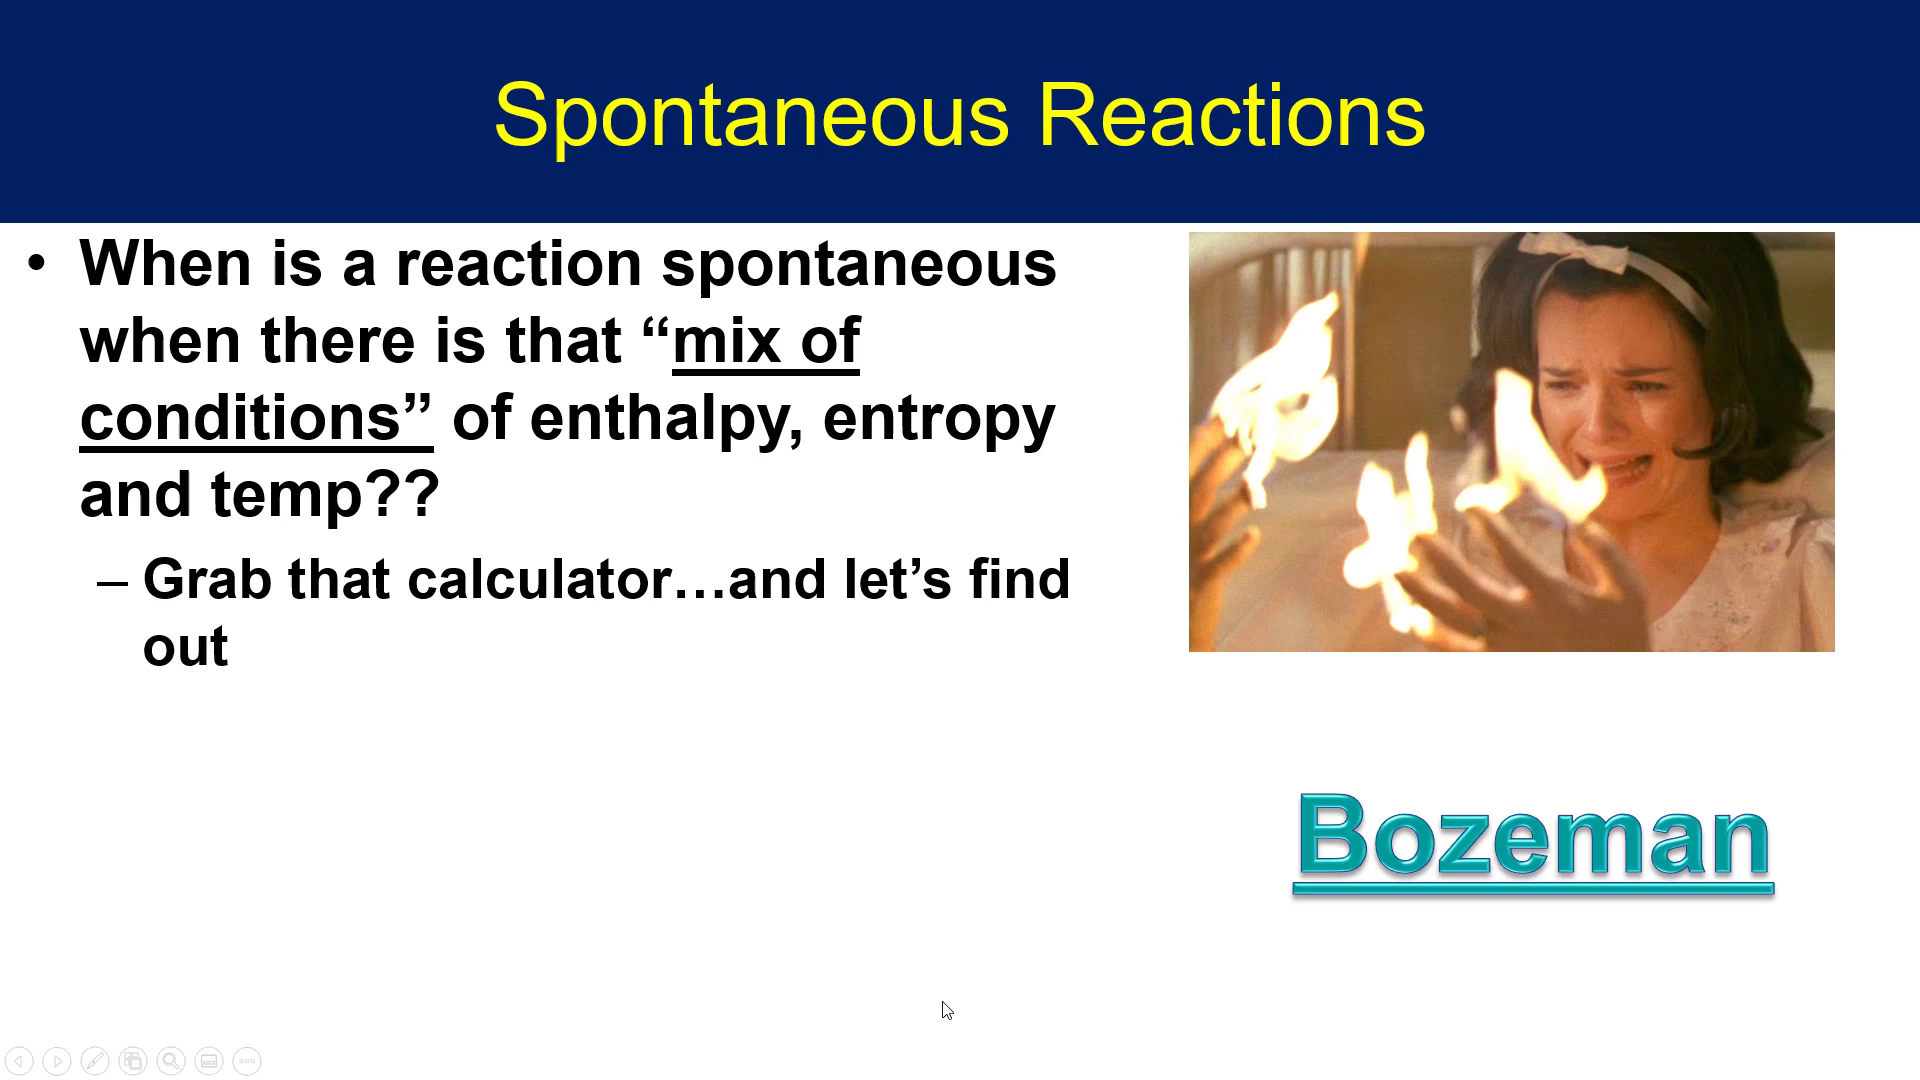 Spontaneous Reactions
• When is a reaction spontaneous
when there is that “mix of
conditions” of enthalpy, entropy
and temp??
– Grab that calculator…and let’s find
out
Bozeman